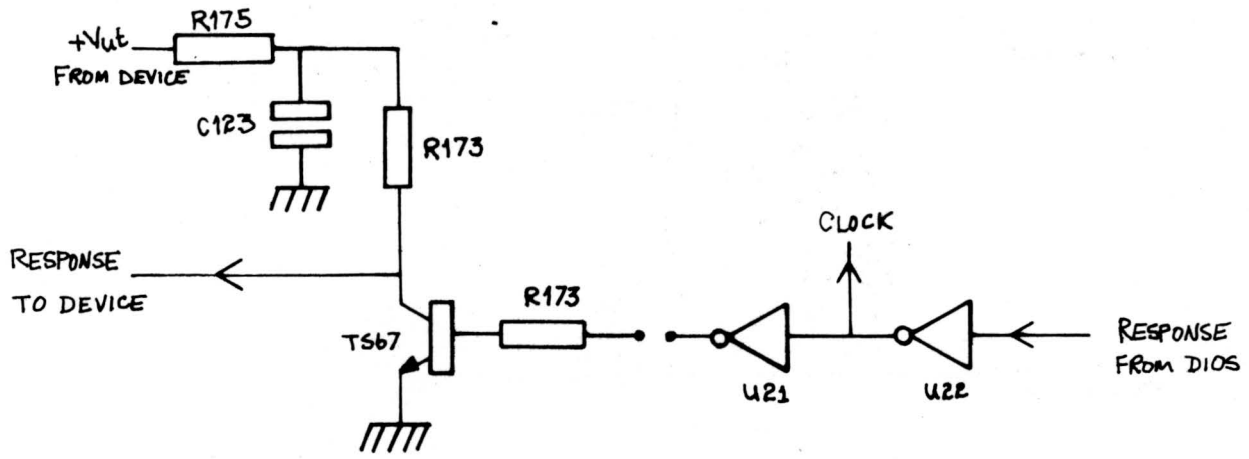 R175
+Vut
FROM DEVICE
C123
R173
CLOCK
RESPONSE
TO DEVICE
R173
TS67
U21
U22
RESPONSE
FROM DIOS